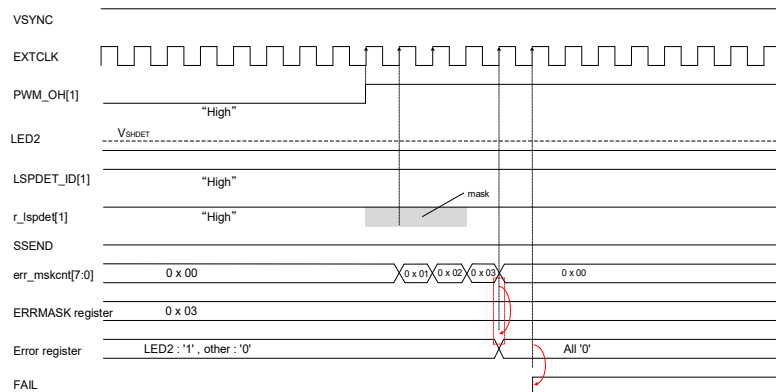 VSYNC
EXTCLK
PWM_OH[1]
“High”
LED2
VSHDET
LSPDET_ID[1]
“High”
mask
r_lspdet[1]
“High”
SSEND
err_mskcnt[7:0]
0 x 00
0 x 01
0 x 02
0 x 03
0 x 00
ERRMASK register
0 x 03
Error register
LED2 : '1' , other : '0'
All '0'
FAIL